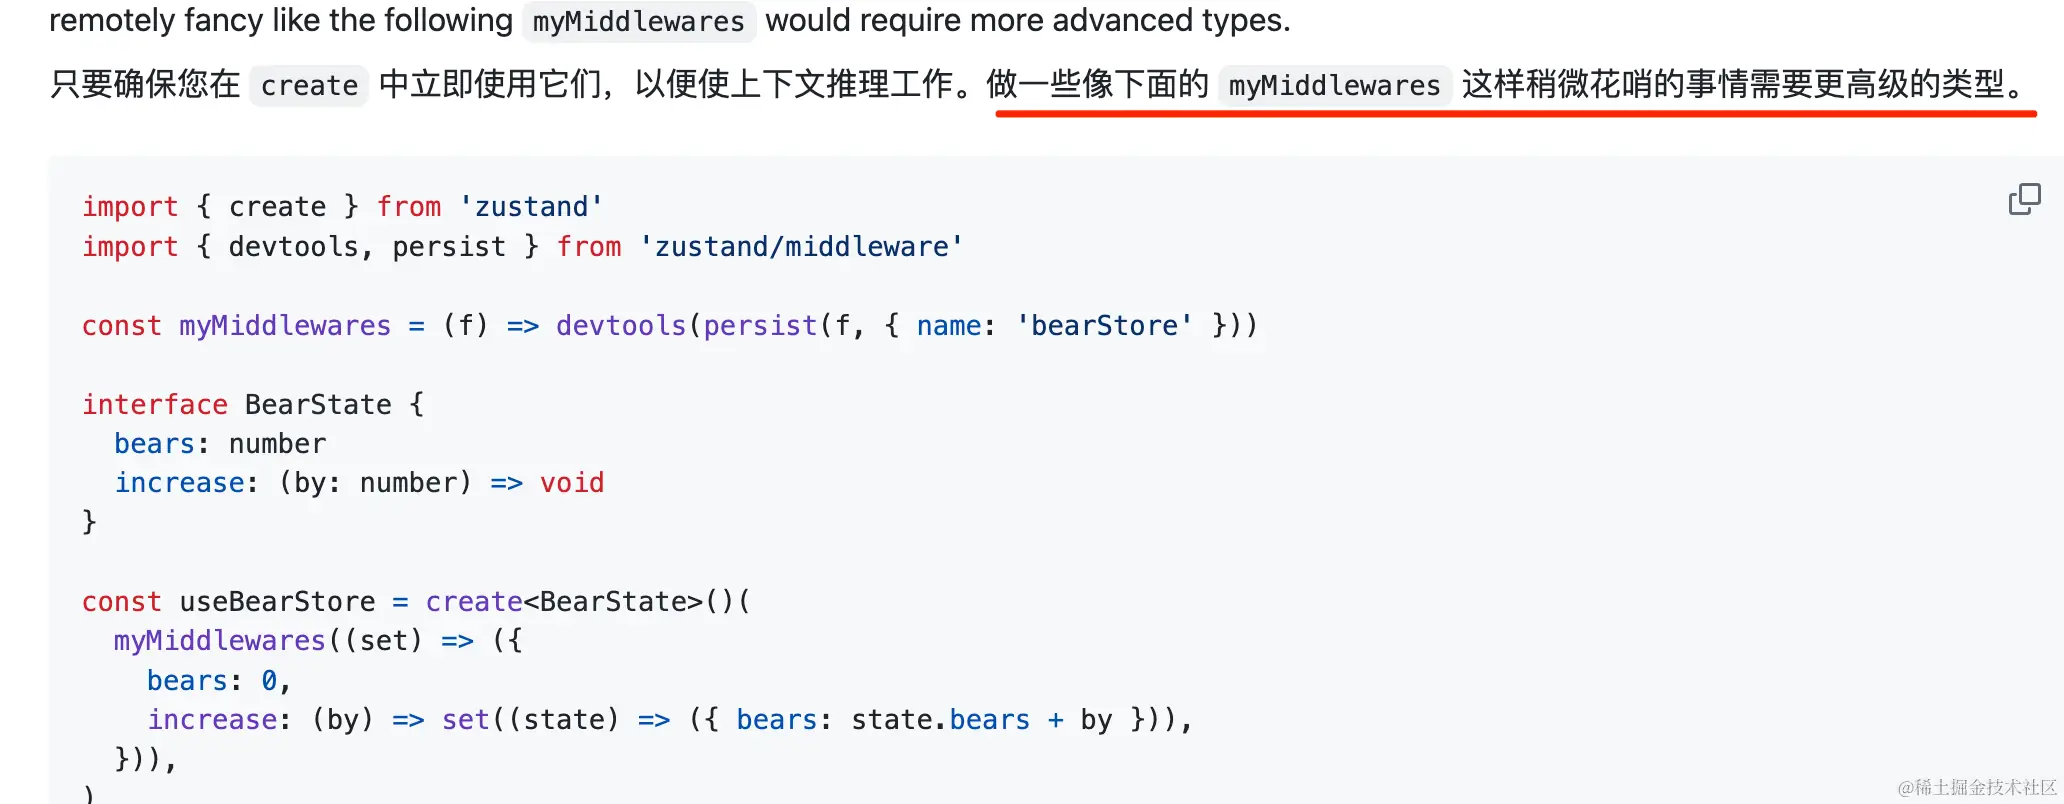 remotely fancy like the following myMiddlewares would require more advanced types.
只要确保您在 create 中立即使用它们，以便使上下文推理工作。做一些像下面的 myMiddlewares 这样稍微花哨的事情需要更高级的类型。
import { create } from 'zustand'
import { devtools, persist } from 'zustand/middleware'
const myMiddlewares = (f) => devtools(persist(f, { name: 'bearStore' }))
interface BearState {
  bears: number
  increase: (by: number) => void
}
const useBearStore = create<BearState>()(
  myMiddlewares((set) => ({
    bears: 0,
    increase: (by) => set((state) => ({ bears: state.bears + by })),
  })),
)
@稀土掘金技术社区